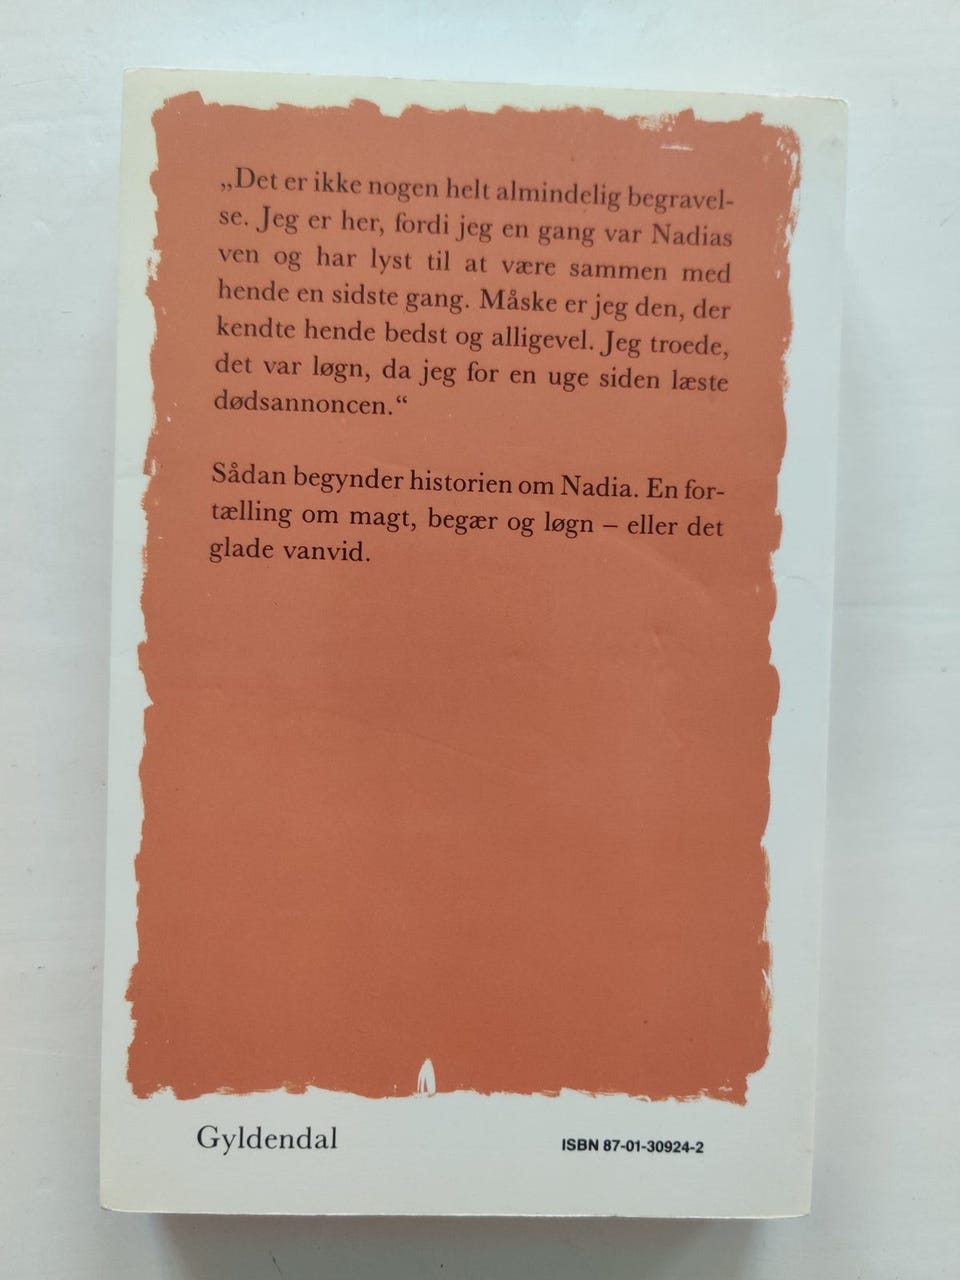 „Det er ikke nogen helt almindelig begravel-
se. Jeg er her, fordi jeg en gang var Nadias
ven og har lyst til at være sammen med
hende en sidste gang. Måske er jeg den, der
kendte hende bedst og alligevel. Jeg troede,
det var løgn, da jeg for en uge siden læste
dødsannoncen.“
Sådan begynder historien om Nadia. En for-
tælling om magt, begær og løgn – eller det
glade vanvid.
Gyldendal
ISBN 87-01-30924-2